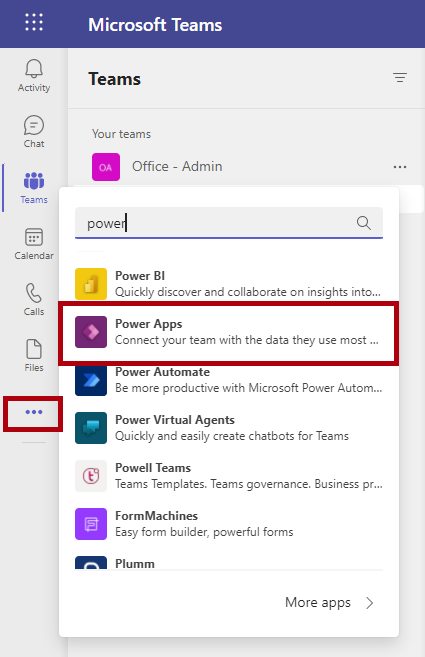 Microsoft Teams
Activity
Chat
Teams
Calendar
Calls
Files
Teams
Your teams
OA
Office - Admin
power
Power BI
Quickly discover and collaborate on insights into...
Power Apps
Connect your team with the data they use most ...
Power Automate
Be more productive with Microsoft Power Autom...
Power Virtual Agents
Quickly and easily create chatbots for Teams
Powell Teams
Teams Templates. Teams governance. Business pr...
FormMachines
Easy form builder, powerful forms
Plumm
More apps